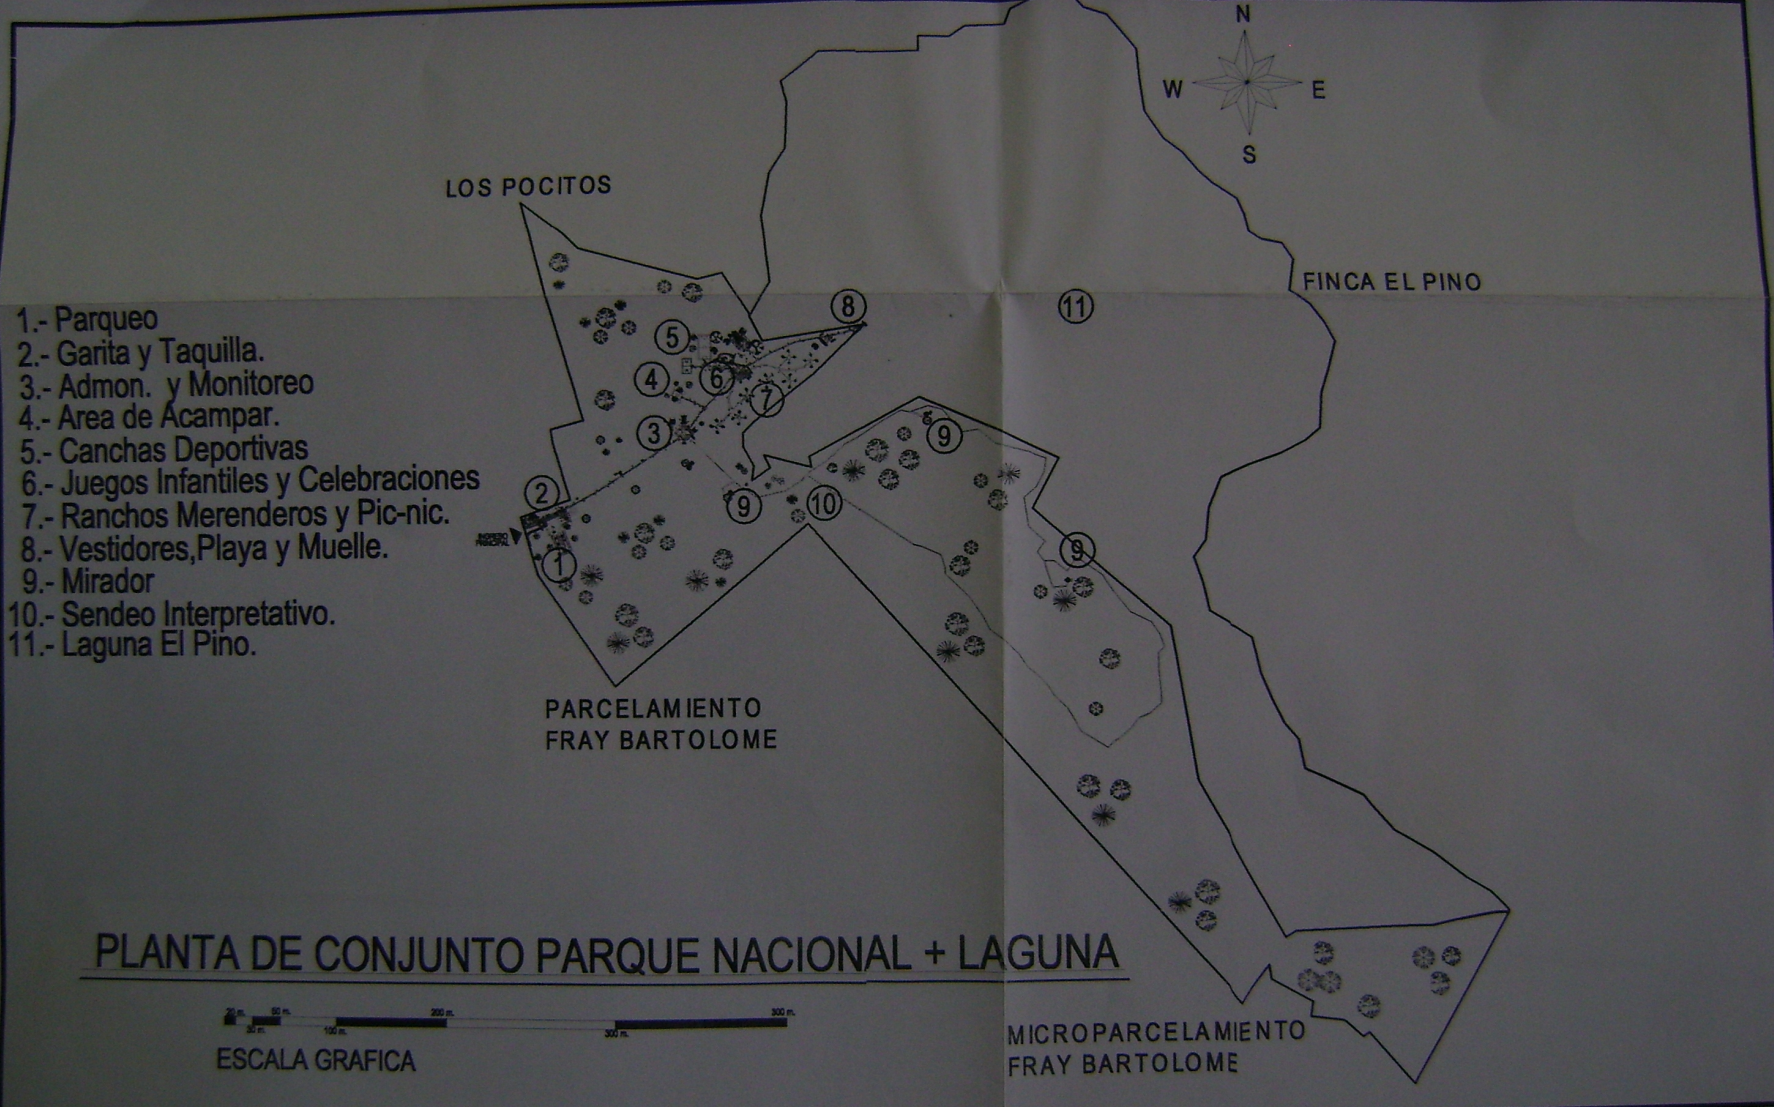 N
W E
S
LOS POCITOS
FINCA EL PINO
8
11
5
4
6
7
3
9
2
9
10
9
1
1.- Parqueo
2.- Garita y Taquilla.
3.- Admon. y Monitoreo
4.- Area de Acampar.
5.- Canchas Deportivas
6.- Juegos Infantiles y Celebraciones
7.- Ranchos Merenderos y Pic-nic.
8.- Vestidores,Playa y Muelle.
9.- Mirador
10.- Sendeo Interpretativo.
11.- Laguna El Pino.
PARCELAMIENTO
FRAY BARTOLOME
PLANTA DE CONJUNTO PARQUE NACIONAL + LAGUNA
200 m.
100 m.
300 m.
ESCALA GRAFICA
MICROPARCELAMIENTO
FRAY BARTOLOME